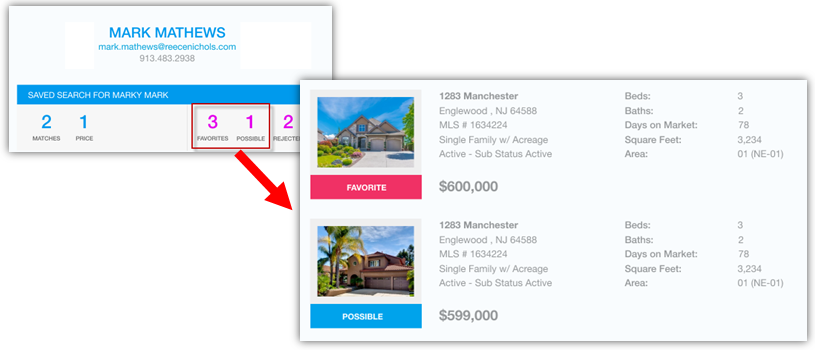 MARK MATHEWS
mark.mathews@reecenichols.com
913.483.2938
SAVED SEARCH FOR MARKY MARK
2 1 3 1 2
MATCHES PRICE FAVORITES POSSIBLE REJECTE
1283 Manchester Beds: 3
Englewood , NJ 64588 Baths: 2
MLS # 1634224 Days on Market: 78
Single Family w/ Acreage Square Feet: 3,234
Active - Sub Status Active Area: 01 (NE-01)
FAVORITE $600,000
1283 Manchester Beds: 3
Englewood , NJ 64588 Baths: 2
MLS # 1634224 Days on Market: 78
Single Family w/ Acreage Square Feet: 3,234
Active - Sub Status Active Area: 01 (NE-01)
POSSIBLE $599,000